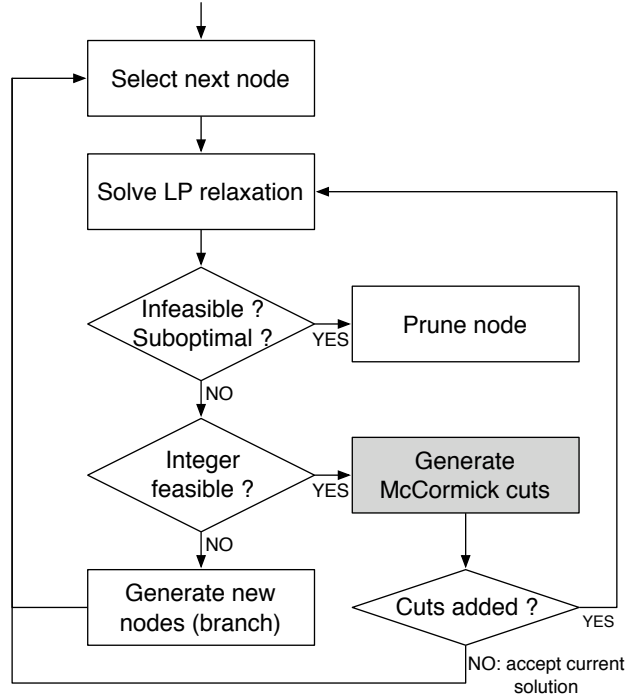 Select next node
Solve LP relaxation
Infeasible ?
Suboptimal ?
YES
Prune node
NO
Integer
feasible ?
YES
Generate
McCormick cuts
NO
Generate new
nodes (branch)
Cuts added ?
YES
NO: accept current
solution